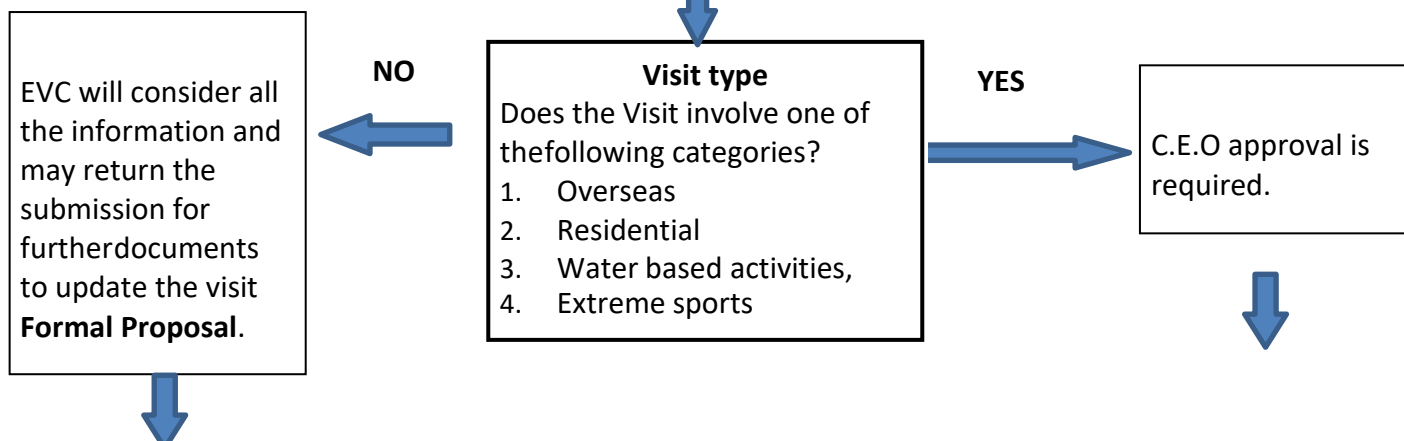 EVC will consider all
the information and
may return the
submission for
furtherdocuments
to update the visit
Formal Proposal.
NO
Visit type
Does the Visit involve one of
thefollowing categories?
1. Overseas
2. Residential
3. Water based activities,
4. Extreme sports
YES
C.E.O approval is
required.